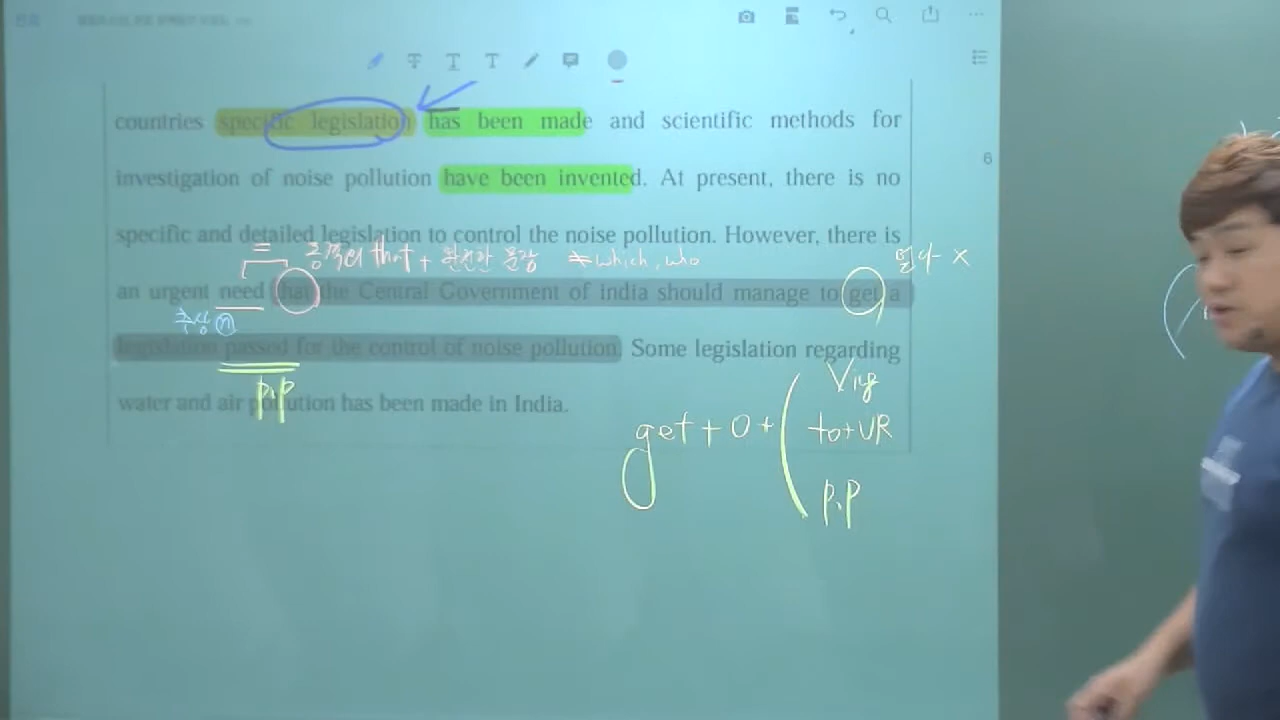 countries specific legislation has been made and scientific methods for
6
investigation of noise pollution have been invented. At present, there is no
specific and detailed legislation to control the noise pollution. However, there is
= 동격의 that + 완전한 문장 ≠ which, who 얻다 X
an urgent need that the Central Government of india should manage to get a
추상 n
legislation passed for the control of noise pollution. Some legislation regarding
p.p
water and air pollution has been made in India.
get + O + ( Ving
to+VR
p.p